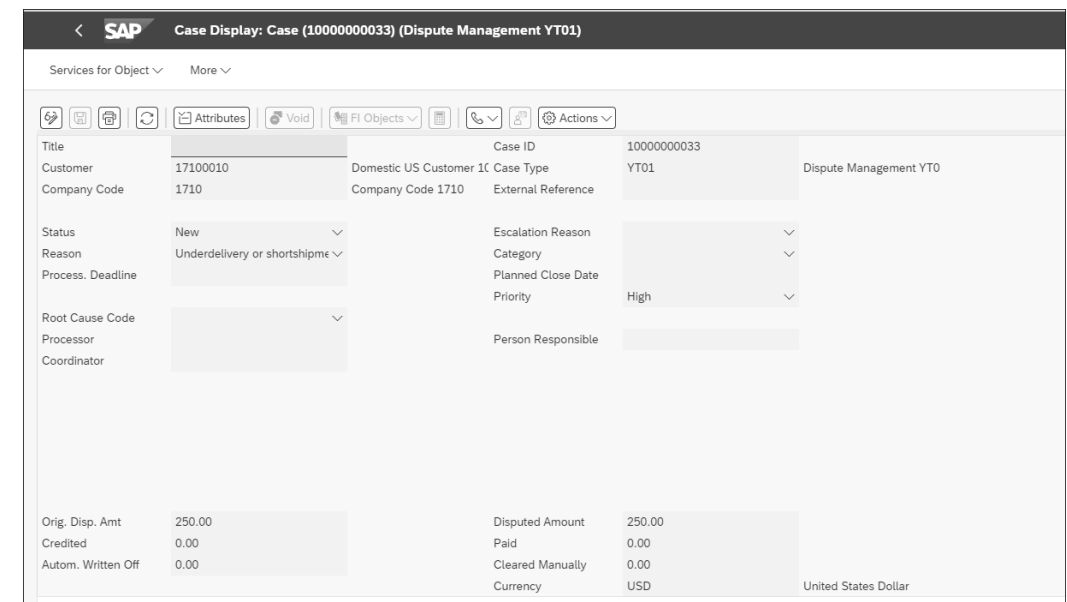 SAP Case Display: Case (10000000033) (Dispute Management YT01)
Services for Object More
Attributes Void FI Objects Actions
Title Case ID 10000000033
Customer 17100010 Domestic US Customer 10 Case Type YT01 Dispute Management YT0
Company Code 1710 Company Code 1710 External Reference
Status New Escalation Reason
Reason Underdelivery or shortshipme Category
Process. Deadline Planned Close Date
Priority High
Root Cause Code
Processor Person Responsible
Coordinator
Orig. Disp. Amt 250.00 Disputed Amount 250.00
Credited 0.00 Paid 0.00
Autom. Written Off 0.00 Cleared Manually 0.00
Currency USD United States Dollar